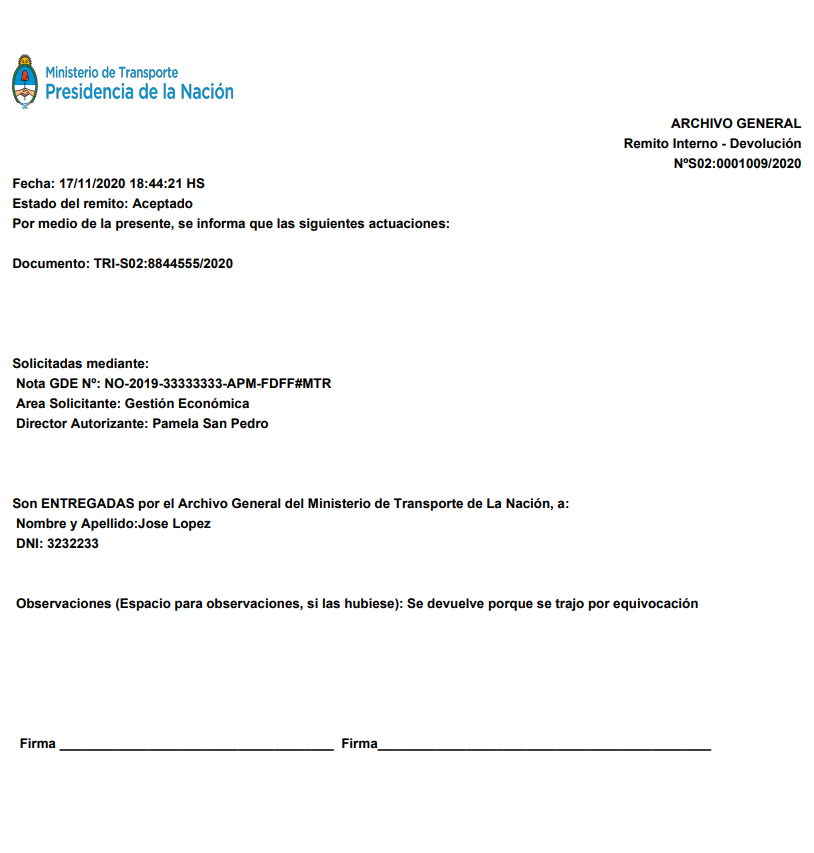 Ministerio de Transporte
Presidencia de la Nación
ARCHIVO GENERAL
Remito Interno - Devolución
NºS02:0001009/2020
Fecha: 17/11/2020 18:44:21 HS
Estado del remito: Aceptado
Por medio de la presente, se informa que las siguientes actuaciones:
Documento: TRI-S02:8844555/2020
Solicitadas mediante:
Nota GDE Nº: NO-2019-33333333-APM-FDFF#MTR
Area Solicitante: Gestión Económica
Director Autorizante: Pamela San Pedro
Son ENTREGADAS por el Archivo General del Ministerio de Transporte de La Nación, a:
Nombre y Apellido:Jose Lopez
DNI: 3232233
Observaciones (Espacio para observaciones, si las hubiese): Se devuelve porque se trajo por equivocación
Firma ______________________ Firma______________________